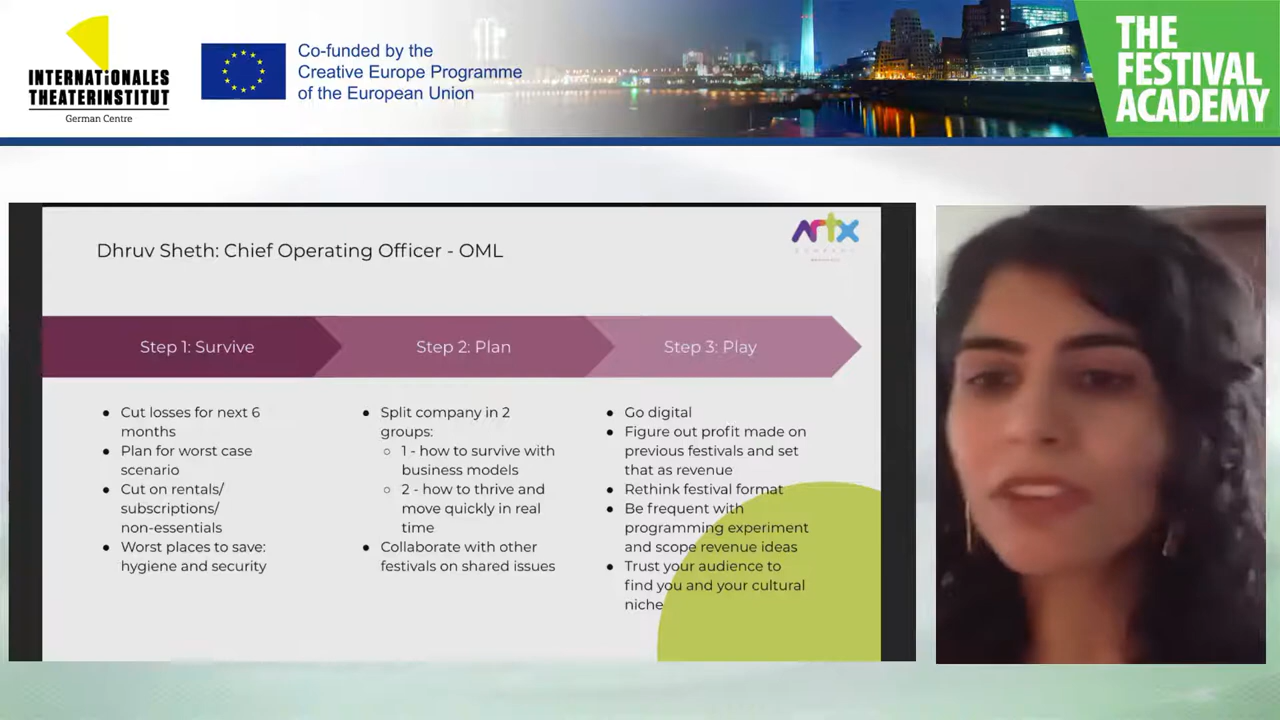 INTERNATiONALES
THEATERINSTITUT
German Centre
Co-funded by the
Creative Europe Programme
of the European Union
THE
FESTIVAL
ACADEMY
Dhruv Sheth: Chief Operating Officer - OML
artx
Step 1: Survive
Step 2: Plan
Step 3: Play
● Cut losses for next 6
months
● Plan for worst case
scenario
● Cut on rentals/
subscriptions/
non-essentials
● Worst places to save:
hygiene and security
● Split company in 2
groups:
○ 1 - how to survive with
business models
○ 2 - how to thrive and
move quickly in real
time
● Collaborate with other
festivals on shared issues
● Go digital
● Figure out profit made on
previous festivals and set
that as revenue
● Rethink festival format
● Be frequent with
programming experiment
and scope revenue ideas
● Trust your audience to
find you and your cultural
niche